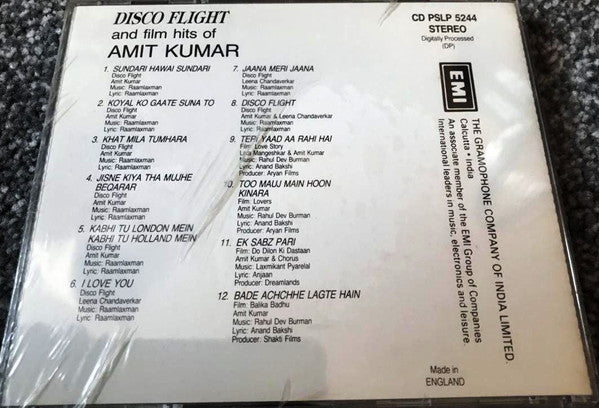 DISCO FLIGHT
and film hits of
AMIT KUMAR
CD PSLP 5244
STEREO
Digitally Processed
(DP)
1. SUNDARI HAWAI SUNDARI
Disco Flight
Amit Kumar
Music: Raamlaxman
Lyric: Raamlaxman
2. KOYAL KO GAATE SUNA TO
Disco Flight
Amit Kumar
Music: Raamlaxman
Lyric: Raamlaxman
3. KHAT MILA TUMHARA
Disco Flight
Amit Kumar
Music: Raamlaxman
Lyric: Raamlaxman
4. JISNE KIYA THA MUJHE
BEQARAR
Disco Flight
Amit Kumar
Music: Raamlaxman
Lyric: Raamlaxman
5. KABHI TU LONDON MEIN
KABHI TU HOLLAND MEIN
Disco Flight
Amit Kumar
Music: Raamlaxman
Lyric: Raamlaxman
6. I LOVE YOU
Disco Flight
Leena Chandavarkar
Music: Raamlaxman
Lyric: Raamlaxman
7. JAANA MERI JAANA
Disco Flight
Leena Chandavarkar
Music: Raamlaxman
Lyric: Raamlaxman
8. DISCO FLIGHT
Disco Flight
Amit Kumar & Leena Chandavarkar
Music: Raamlaxman
Lyric: Raamlaxman
9. TERI YAAD AA RAHI HAI
Film: Love Story
Lata Mangeshkar & Amit Kumar
Music: Rahul Dev Burman
Lyric: Anand Bakshi
Producer: Aryan Films
10. TOO MAUJ MAIN HOON
KINARA
Film: Lovers
Amit Kumar
Music: Rahul Dev Burman
Lyric: Anand Bakshi
Producer: Aryan Films
11. EK SABZ PARI
Film: Do Dilon Ki Dastaan
Amit Kumar & Chorus
Music: Laxmikant Pyarelal
Lyric: Anjaan
Producer: Dreamlands
12. BADE ACHCHHE LAGTE HAIN
Film: Balika Badhu
Amit Kumar
Music: Rahul Dev Burman
Lyric: Anand Bakshi
Producer: Shakti Films
EMI
THE GRAMOPHONE COMPANY OF INDIA LIMITED.
Calcutta • India
An associate member of the EMI Group of Companies
International leaders in music, electronics and leisure.
Made in
ENGLAND